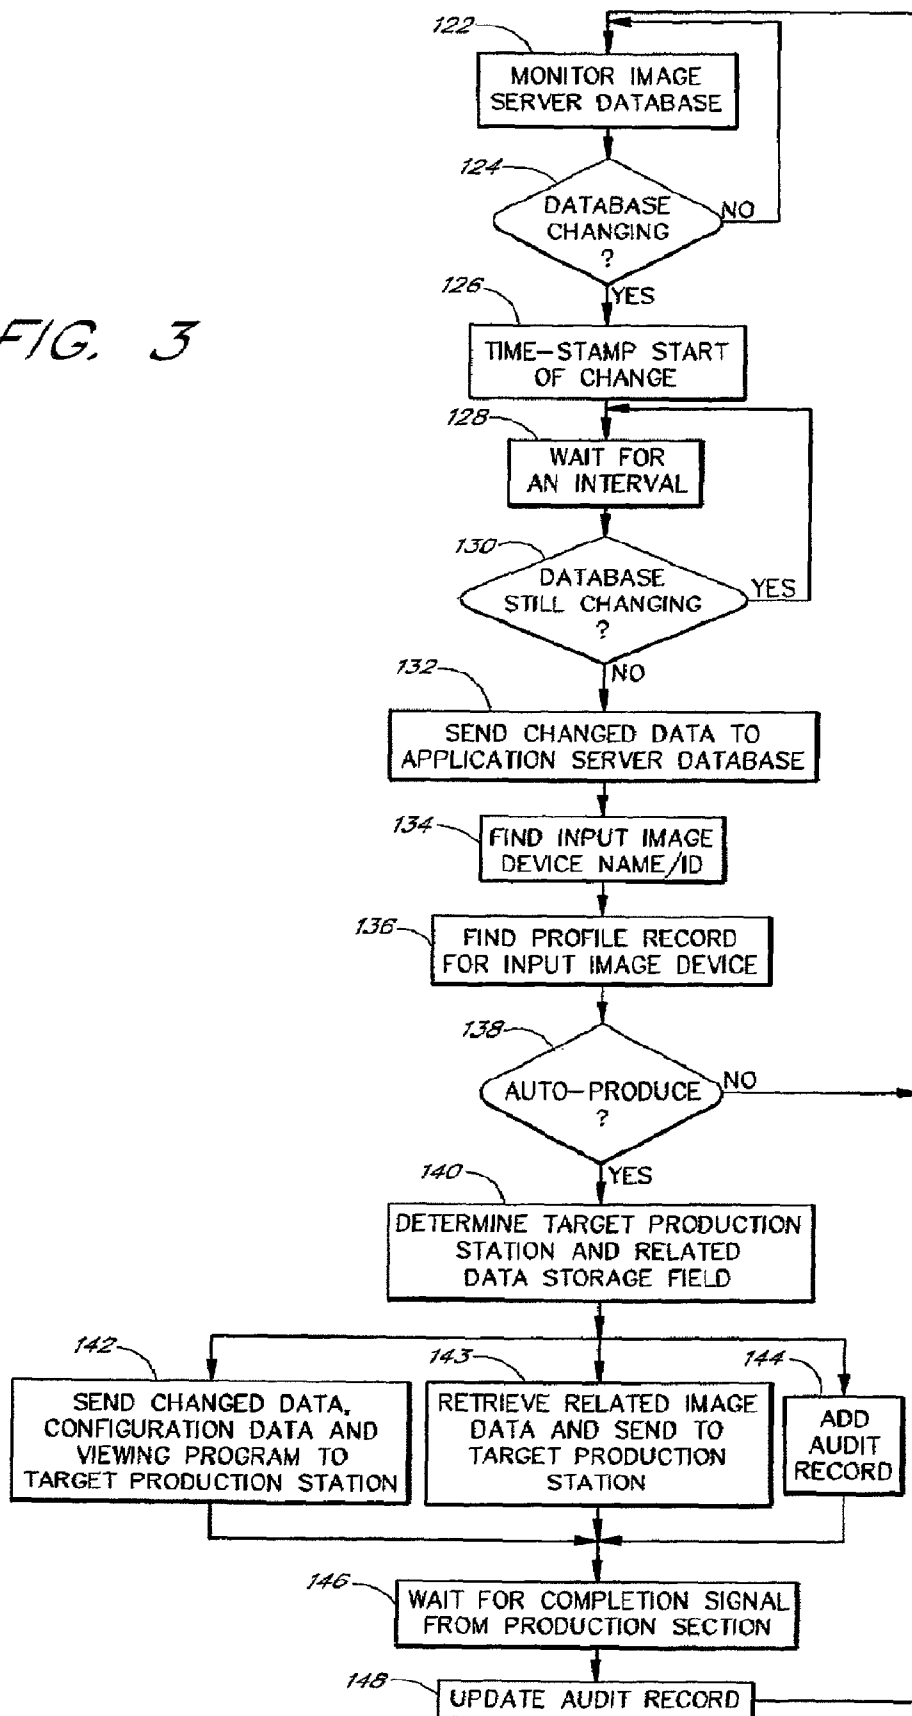 122
MONITOR IMAGE
SERVER DATABASE
124
DATABASE
CHANGING
?
NO
YES
126
FIG. 3
TIME-STAMP START
OF CHANGE
128
WAIT FOR
AN INTERVAL
130
DATABASE
STILL CHANGING
?
YES
NO
132
SEND CHANGED DATA TO
APPLICATION SERVER DATABASE
134
FIND INPUT IMAGE
DEVICE NAME/ID
136
FIND PROFILE RECORD
FOR INPUT IMAGE DEVICE
138
AUTO-PRODUCE
?
NO
YES
140
DETERMINE TARGET PRODUCTION
STATION AND RELATED
DATA STORAGE FIELD
142
SEND CHANGED DATA,
CONFIGURATION DATA AND
VIEWING PROGRAM TO
TARGET PRODUCTION STATION
143
RETRIEVE RELATED IMAGE
DATA AND SEND TO
TARGET PRODUCTION
STATION
144
ADD
AUDIT
RECORD
146
WAIT FOR COMPLETION SIGNAL
FROM PRODUCTION SECTION
148
UPDATE AUDIT RECORD